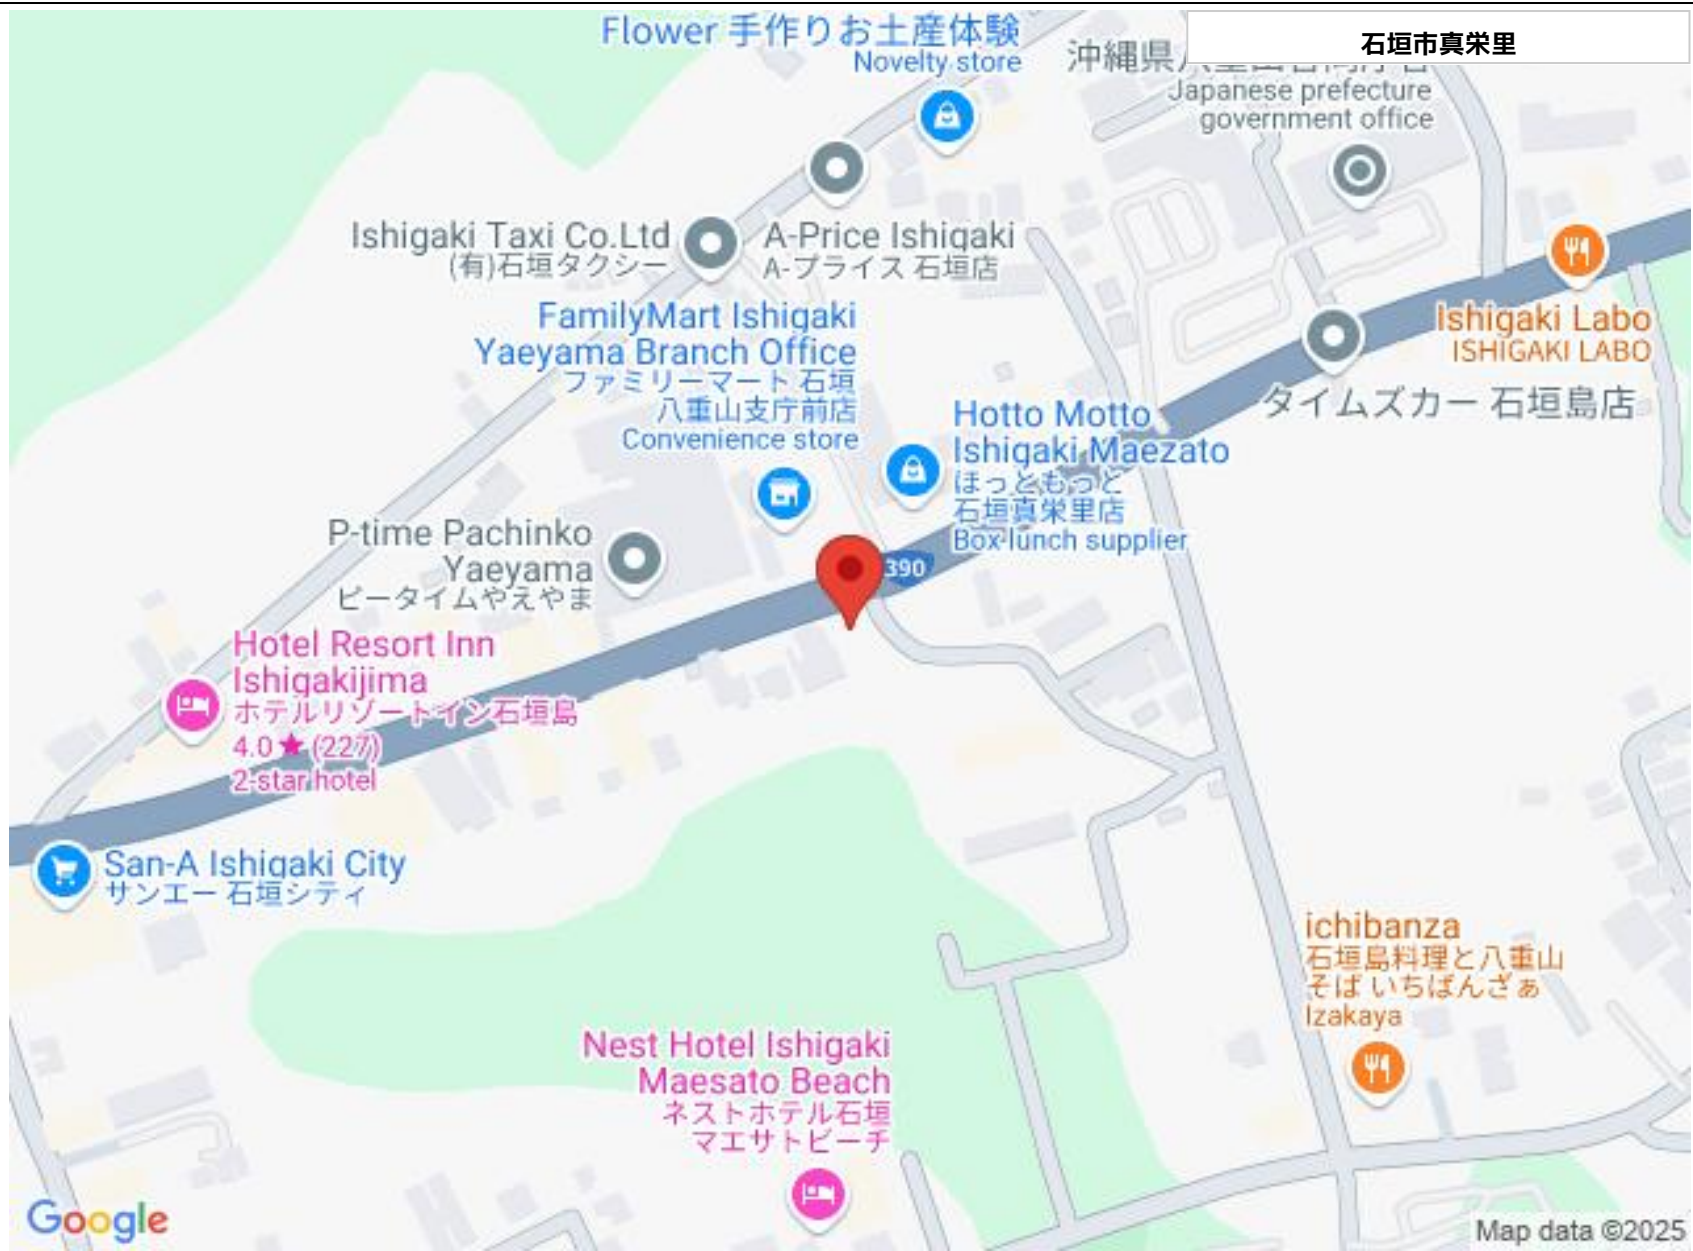 Flower 手作りお土産体験
Novelty store
石垣市真栄里
沖縄県
Japanese prefecture
government office
Ishigaki Taxi Co.Ltd
(有)石垣タクシー
A-Price Ishigaki
A-プライス 石垣店
FamilyMart Ishigaki
Yaeyama Branch Office
ファミリーマート 石垣
八重山支庁前店
Convenience store
Ishigaki Labo
ISHIGAKI LABO
タイムズカー 石垣島店
Hotto Motto
Ishigaki Maezato
ほっともっと
石垣真栄里店
Box lunch supplier
P-time Pachinko
Yaeyama
ピータイムやえやま
390
Hotel Resort Inn
Ishigakijima
ホテルリゾートイン石垣島
4.0★(227)
2-star hotel
San-A Ishigaki City
サンエー 石垣シティ
ichibanza
石垣島料理と八重山
そば いちばんざぁ
Izakaya
Nest Hotel Ishigaki
Maesato Beach
ネストホテル石垣
マエサトビーチ
Google
Map data ©2025